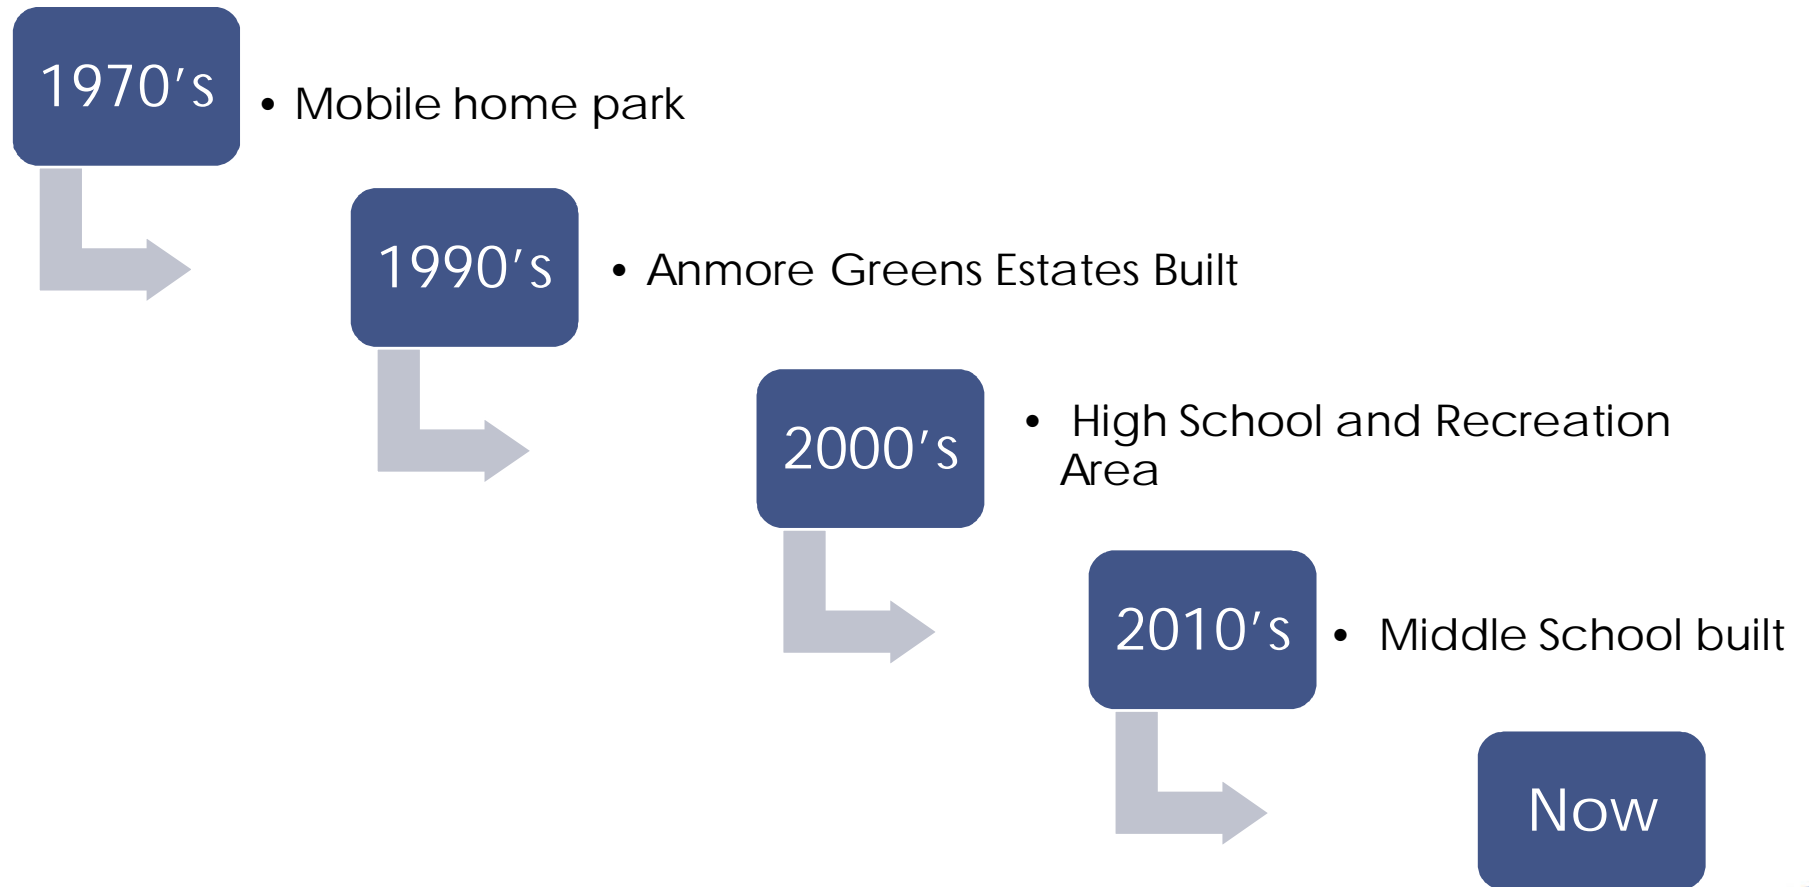 1970's
• Mobile home park
1990's
• Anmore Greens Estates Built
2000's
• High School and Recreation
Area
2010's
• Middle School built
Now